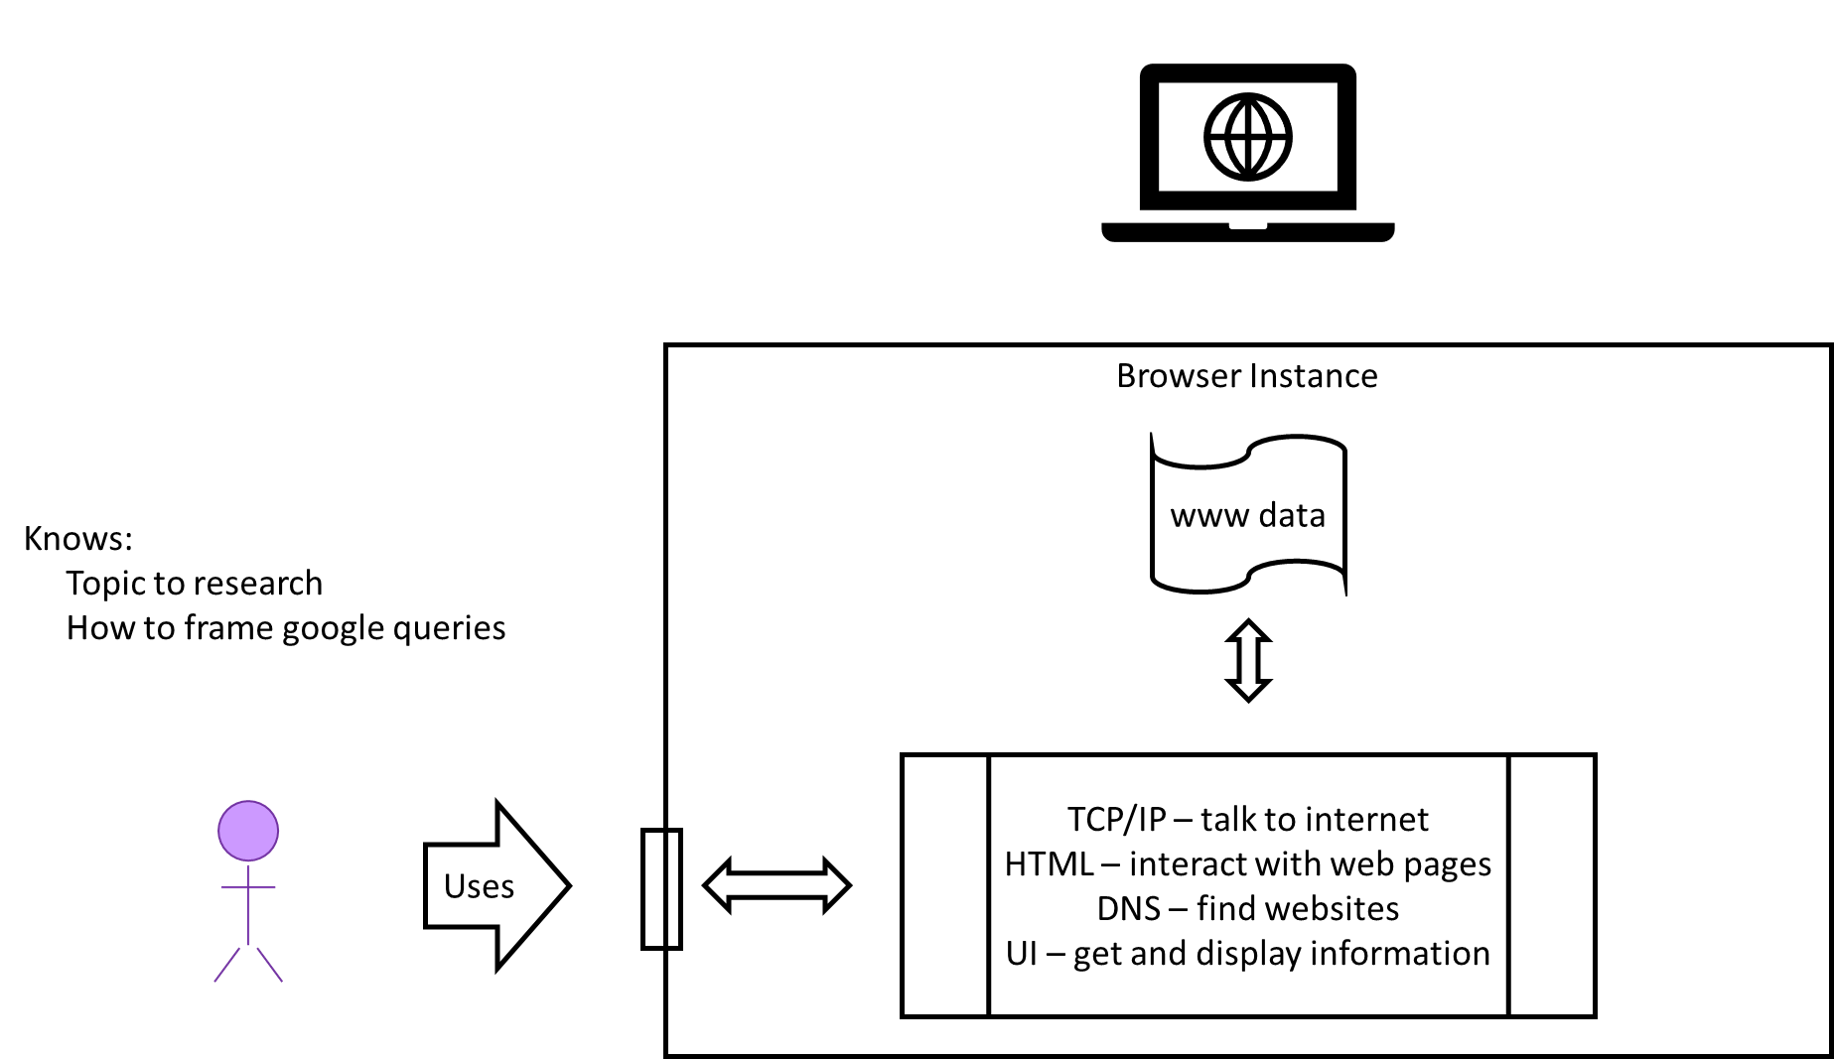 Browser Instance
www data
Knows:
Topic to research
How to frame google queries
Uses
TCP/IP – talk to internet
HTML – interact with web pages
DNS – find websites
UI – get and display information